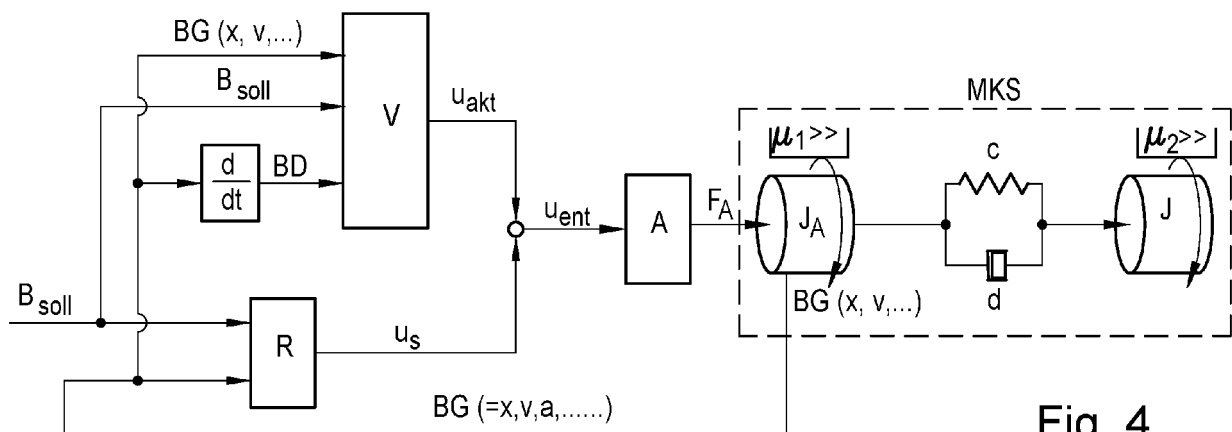 BG (x, v,...)
B soll
d
dt
BD
V
u akt
u ent
A
F A
MKS
μ1>>
J A
c
d
μ2>>
J
BG (x, v,...)
B soll
R
u s
BG (=x,v,a,......)
Fig. 4